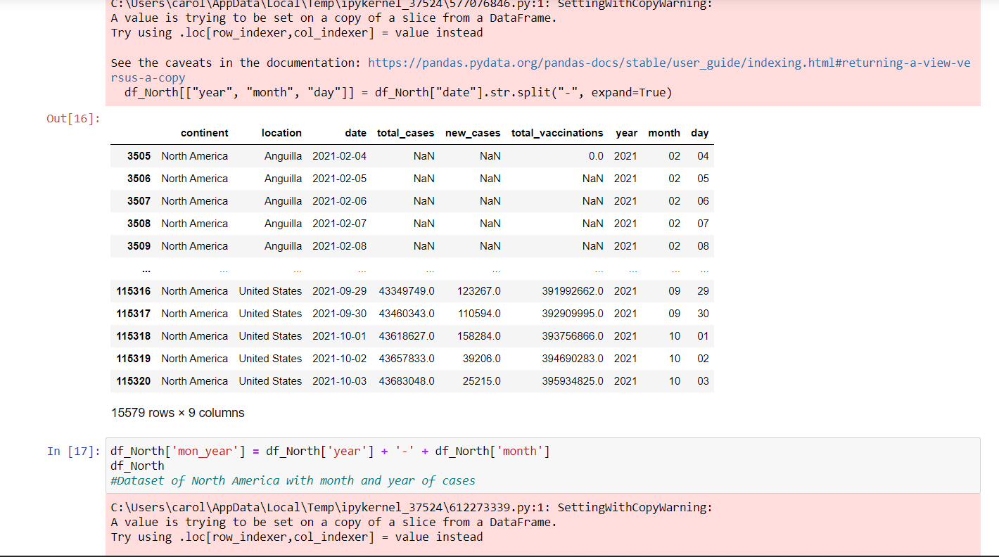 C:\Users\carol\AppData\Local\Temp\ipykernel_37524\577076846.py:1: SettingWithCopyWarning:
A value is trying to be set on a copy of a slice from a DataFrame.
Try using .loc[row_indexer,col_indexer] = value instead
See the caveats in the documentation: https://pandas.pydata.org/pandas-docs/stable/user_guide/indexing.html#returning-a-view-ve
rsus-a-copy
df_North[["year", "month", "day"]] = df_North["date"].str.split("-", expand=True)
Out[16]:
continent location date total_cases new_cases total_vaccinations year month day
3505 North America Anguilla 2021-02-04 NaN NaN 0.0 2021 02 04
3506 North America Anguilla 2021-02-05 NaN NaN NaN 2021 02 05
3507 North America Anguilla 2021-02-06 NaN NaN NaN 2021 02 06
3508 North America Anguilla 2021-02-07 NaN NaN NaN 2021 02 07
3509 North America Anguilla 2021-02-08 NaN NaN NaN 2021 02 08
... ... ... ... ... ... ... ... ... ...
115316 North America United States 2021-09-29 43349749.0 123267.0 391992662.0 2021 09 29
115317 North America United States 2021-09-30 43460343.0 110594.0 392909995.0 2021 09 30
115318 North America United States 2021-10-01 43618627.0 158284.0 393756866.0 2021 10 01
115319 North America United States 2021-10-02 43657833.0 39206.0 394690283.0 2021 10 02
115320 North America United States 2021-10-03 43683048.0 25215.0 395934825.0 2021 10 03
15579 rows × 9 columns
In [17]: df_North['mon_year'] = df_North['year'] + '-' + df_North['month']
df_North
#Dataset of North America with month and year of cases
C:\Users\carol\AppData\Local\Temp\ipykernel_37524\612273339.py:1: SettingWithCopyWarning:
A value is trying to be set on a copy of a slice from a DataFrame.
Try using .loc[row_indexer,col_indexer] = value instead